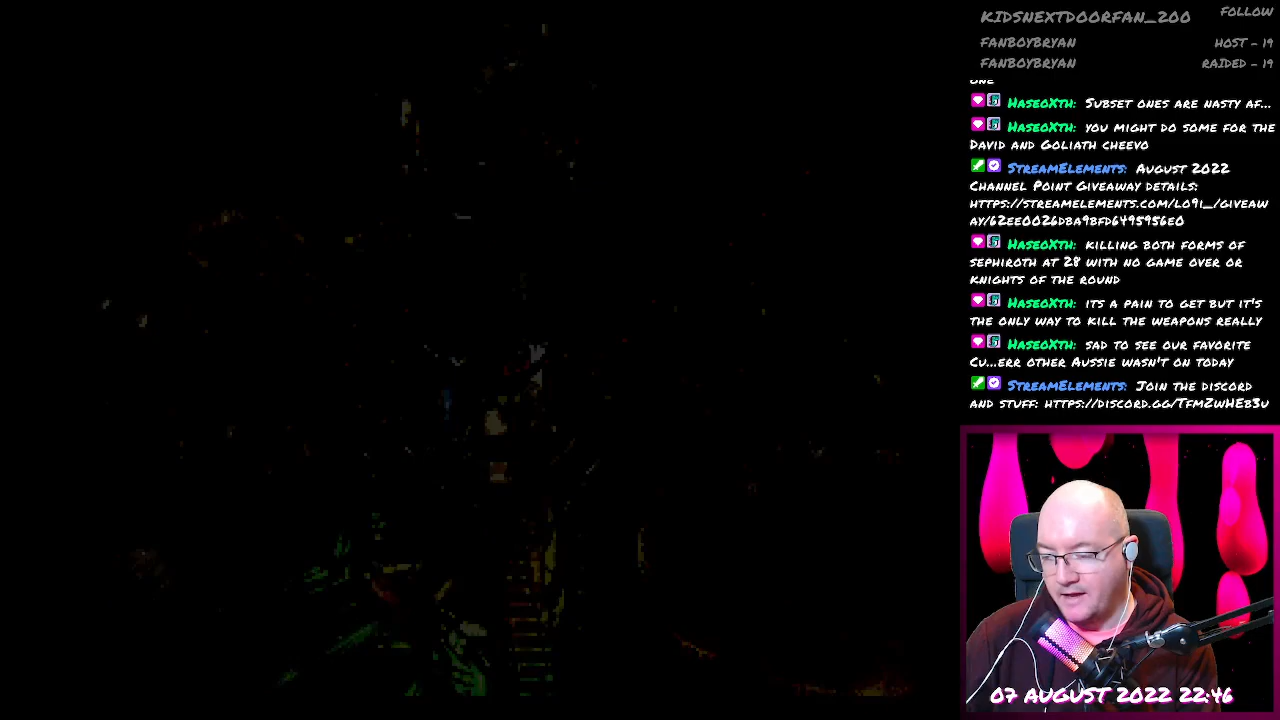 KIDSNEXTDOORFAN_200 FOLLOW
FANBOYBRYAN HOST - 19
FANBOYBRYAN RAIDED - 19
ONE
HaseoXth: Subset ones are nasty af...
HaseoXth: you might do some for the
David and Goliath cheevo
StreamElements: August 2022
Channel Point Giveaway details:
https://streamelements.com/lo9i_/giveaw
ay/62ee0026dba9bfd6495956e0
HaseoXth: killing both forms of
sephiroth at 28 with no game over or
knights of the round
HaseoXth: its a pain to get but it's
the only way to kill the weapons really
HaseoXth: sad to see our favorite
Cu...err other Aussie wasn't on today
StreamElements: Join the discord
and stuff: https://discord.gg/TfmZwHEb3u
07 AUGUST 2022 22:46